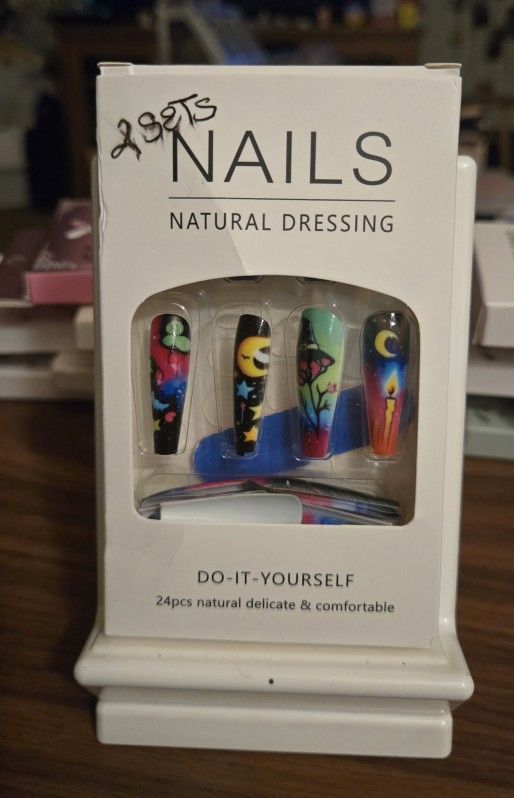 2 SETS
NAILS
NATURAL DRESSING
DO-IT-YOURSELF
24pcs natural delicate & comfortable